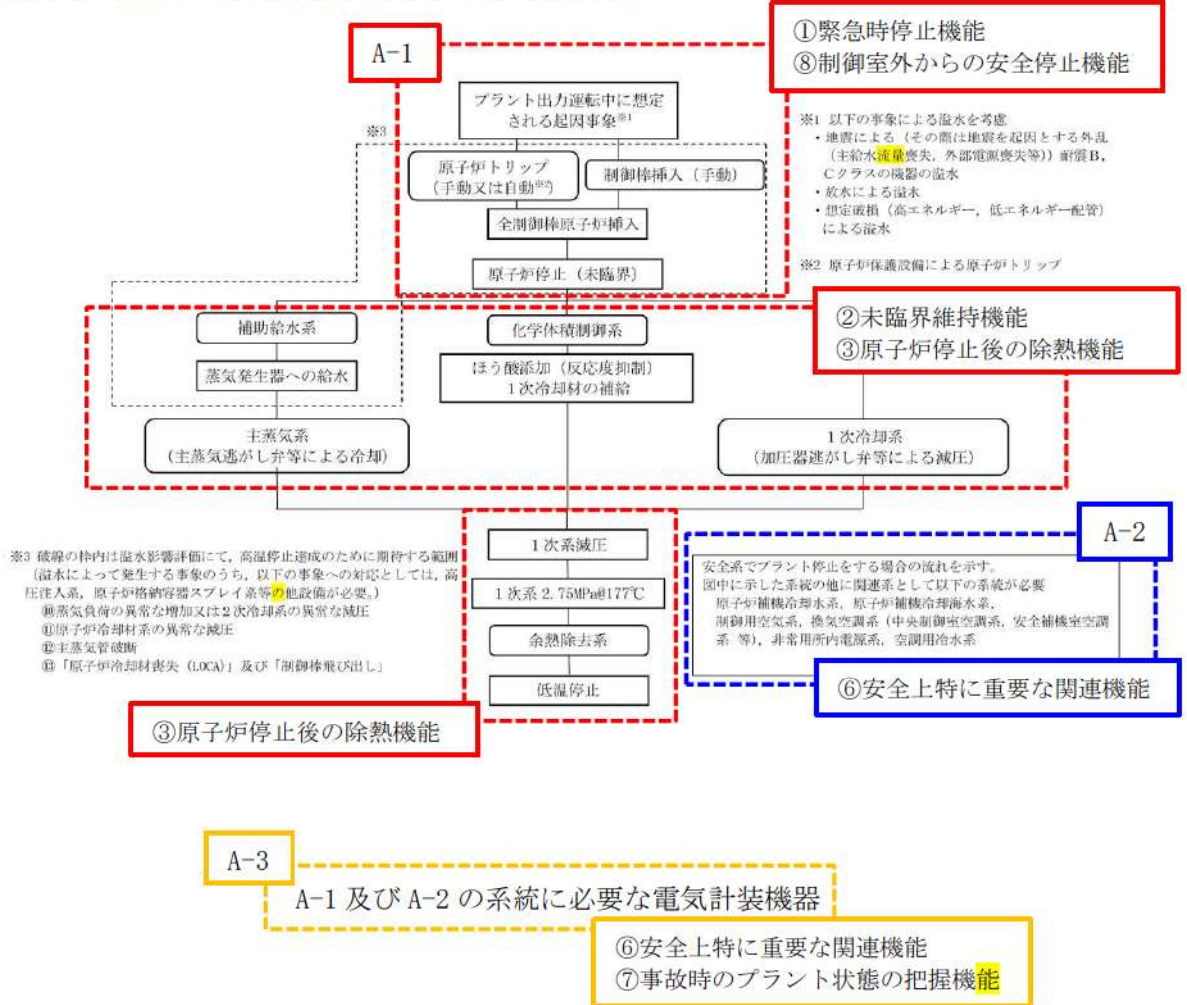 A-1
①緊急時停止機能
⑧制御室外からの安全停止機能
プラント出力運転中に想定
される起因事象※1
※3
原子炉トリップ
(手動又は自動※2)
制御棒挿入(手動)
全制御棒原子炉挿入
原子炉停止(未臨界)
※1 以下の事象による溢水を考慮
・地震による(その際は地震を起因とする外乱
(主給水流量喪失, 外部電源喪失等))耐震B,
Cクラスの機器の溢水
・放水による溢水
・想定破損(高エネルギー, 低エネルギー配管)
による溢水
※2 原子炉保護設備による原子炉トリップ
②未臨界維持機能
③原子炉停止後の除熱機能
補助給水系
蒸気発生器への給水
化学体積制御系
ほう酸添加(反応度抑制)
1次冷却材の補給
主蒸気系
(主蒸気逃がし弁等による冷却)
1次冷却系
(加圧器逃がし弁等による減圧)
※3 破線の枠内は溢水影響評価にて, 高温停止達成のために期待する範囲
(溢水によって発生する事象のうち, 以下の事象への対応としては, 高
圧注入系, 原子炉格納容器スプレイ系等の他設備が必要。)
⑩蒸気負荷の異常な増加又は2次冷却系の異常な減圧
⑪原子炉冷却材系の異常な減圧
⑫主蒸気管破断
⑬「原子炉冷却材喪失(LOCA)」及び「制御棒飛び出し」
1次系減圧
1次系2.75MPa@177℃
余熱除去系
低温停止
③原子炉停止後の除熱機能
A-2
安全系でプラント停止をする場合の流れを示す。
図中に示した系統の他に関連系として以下の系統が必要
原子炉補機冷却水系, 原子炉補機冷却海水系,
制御用空気系, 換気空調系(中央制御室空調系, 安全補機室空調
系 等), 非常用所内電源系, 空調用冷水系
⑥安全上特に重要な関連機能
A-3
A-1及びA-2の系統に必要な電気計装機器
⑥安全上特に重要な関連機能
⑦事故時のプラント状態の把握機能